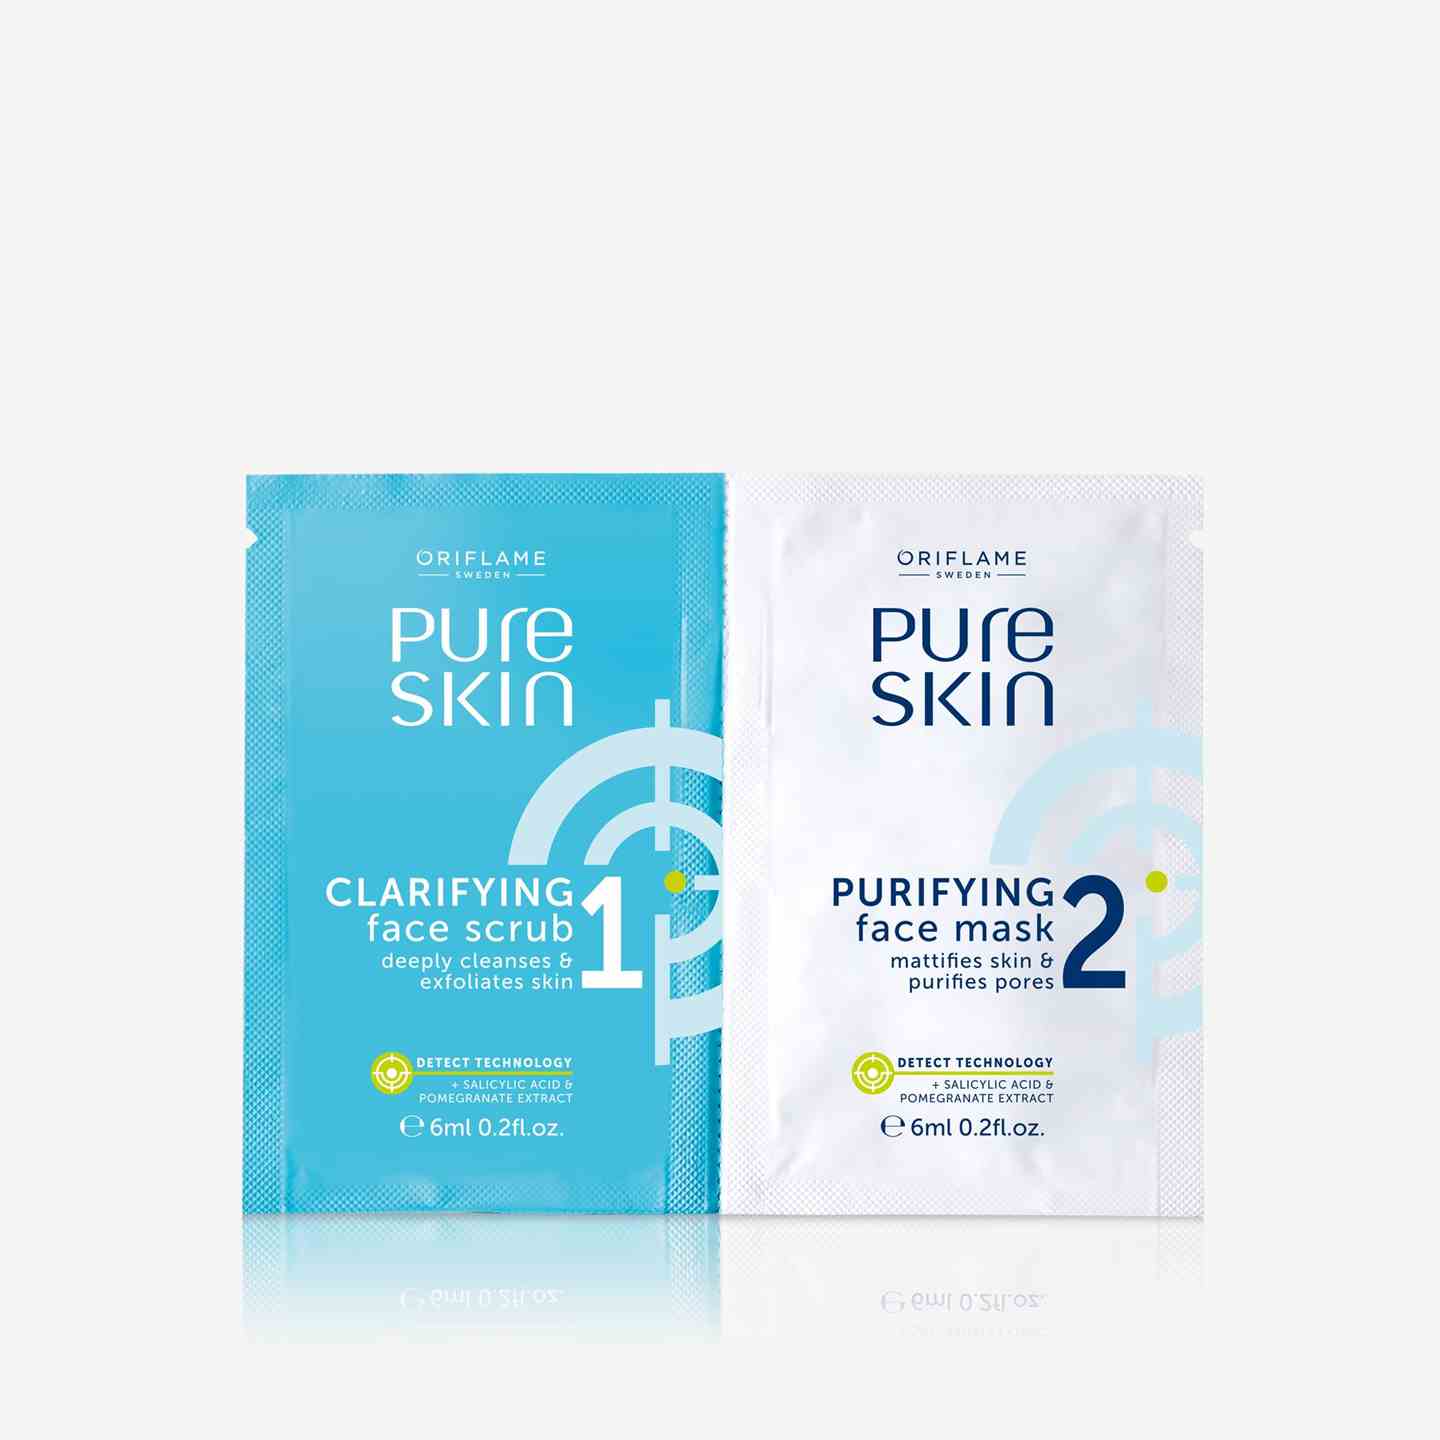 ORIFLAME
SWEDEN
PURE
SKIN
CLARIFYING
face scrub
deeply cleanses &
exfoliates skin
1
DETECT TECHNOLOGY
+ SALICYLIC ACID &
POMEGRANATE EXTRACT
℮ 6ml 0.2fl.oz.
ORIFLAME
SWEDEN
PURE
SKIN
PURIFYING
face mask
mattifies skin &
purifies pores
2
DETECT TECHNOLOGY
+ SALICYLIC ACID &
POMEGRANATE EXTRACT
℮ 6ml 0.2fl.oz.